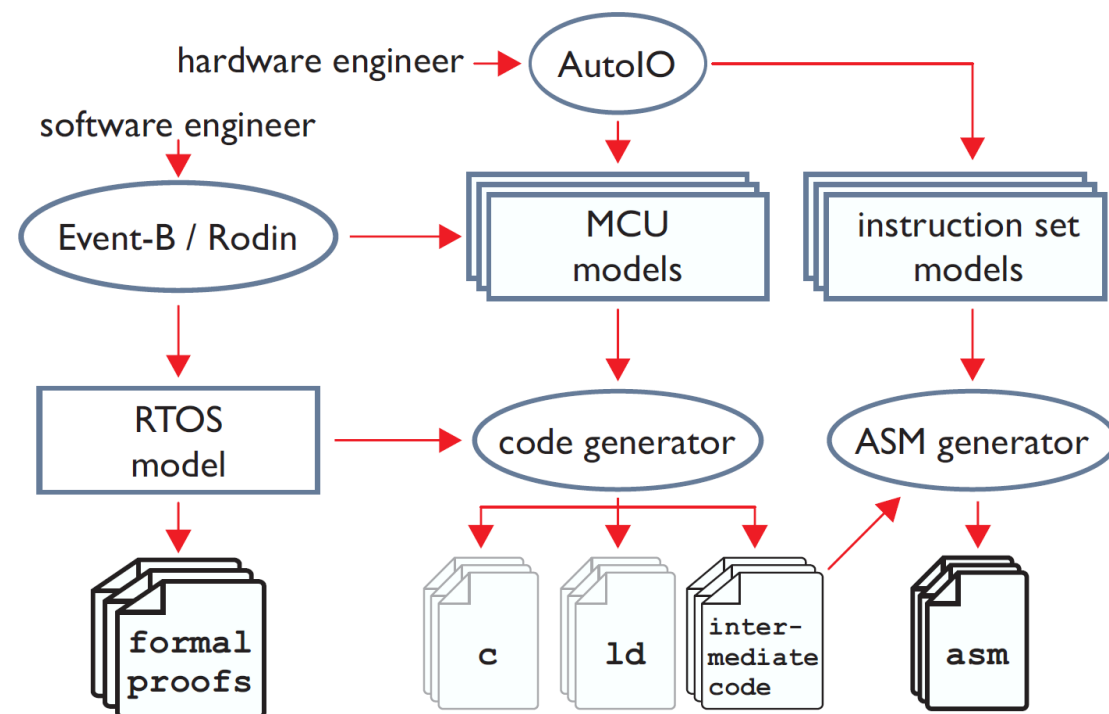 hardware engineer
AutoIO
software engineer
Event-B / Rodin
MCU
models
instruction set
models
RTOS
model
code generator
ASM generator
formal
proofs
c
ld
inter-
mediate
code
asm